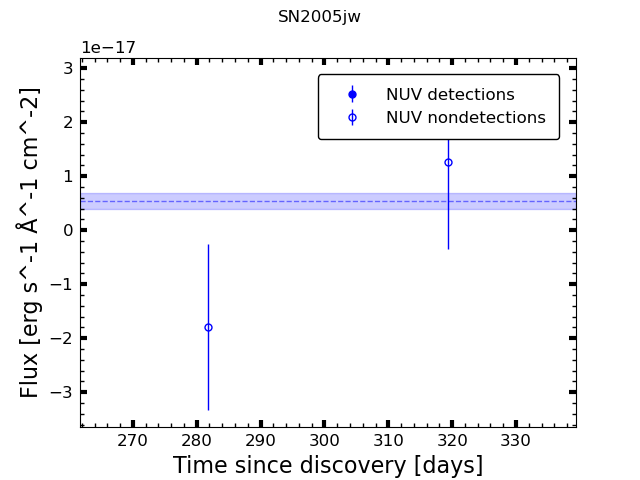 SN2005jw
1e−17
3
2
1
0
−1
−2
−3
Flux [erg s^-1 Å^-1 cm^-2]
NUV detections
NUV nondetections
270 280 290 300 310 320 330
Time since discovery [days]